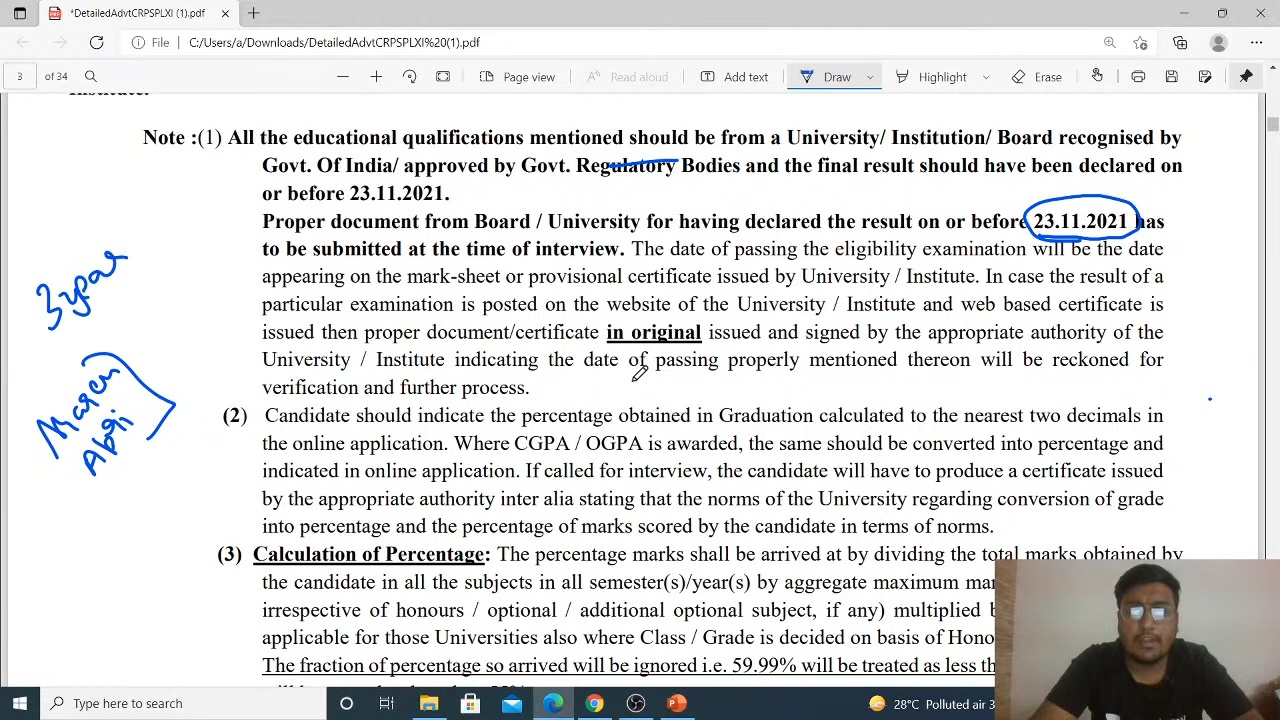 *DetailedAdvtCRPSPLXI (1).pdf
File C:/Users/a/Downloads/DetailedAdvtCRPSPLXI%20(1).pdf
3 of 34 Page view Read aloud Add text Draw Highlight Erase
Institute.
Note :(1) All the educational qualifications mentioned should be from a University/ Institution/ Board recognised by
Govt. Of India/ approved by Govt. Regulatory Bodies and the final result should have been declared on
or before 23.11.2021.
Proper document from Board / University for having declared the result on or before 23.11.2021 has
to be submitted at the time of interview. The date of passing the eligibility examination will be the date
appearing on the mark-sheet or provisional certificate issued by University / Institute. In case the result of a
particular examination is posted on the website of the University / Institute and web based certificate is
issued then proper document/certificate in original issued and signed by the appropriate authority of the
University / Institute indicating the date of passing properly mentioned thereon will be reckoned for
verification and further process.
3 year
March
(2) Candidate should indicate the percentage obtained in Graduation calculated to the nearest two decimals in
the online application. Where CGPA / OGPA is awarded, the same should be converted into percentage and
indicated in online application. If called for interview, the candidate will have to produce a certificate issued
by the appropriate authority inter alia stating that the norms of the University regarding conversion of grade
into percentage and the percentage of marks scored by the candidate in terms of norms.
(3) Calculation of Percentage: The percentage marks shall be arrived at by dividing the total marks obtained by
the candidate in all the subjects in all semester(s)/year(s) by aggregate maximum mar
irrespective of honours / optional / additional optional subject, if any) multiplied b
applicable for those Universities also where Class / Grade is decided on basis of Hono
The fraction of percentage so arrived will be ignored i.e. 59.99% will be treated as less th
Type here to search
28°C Polluted air 3